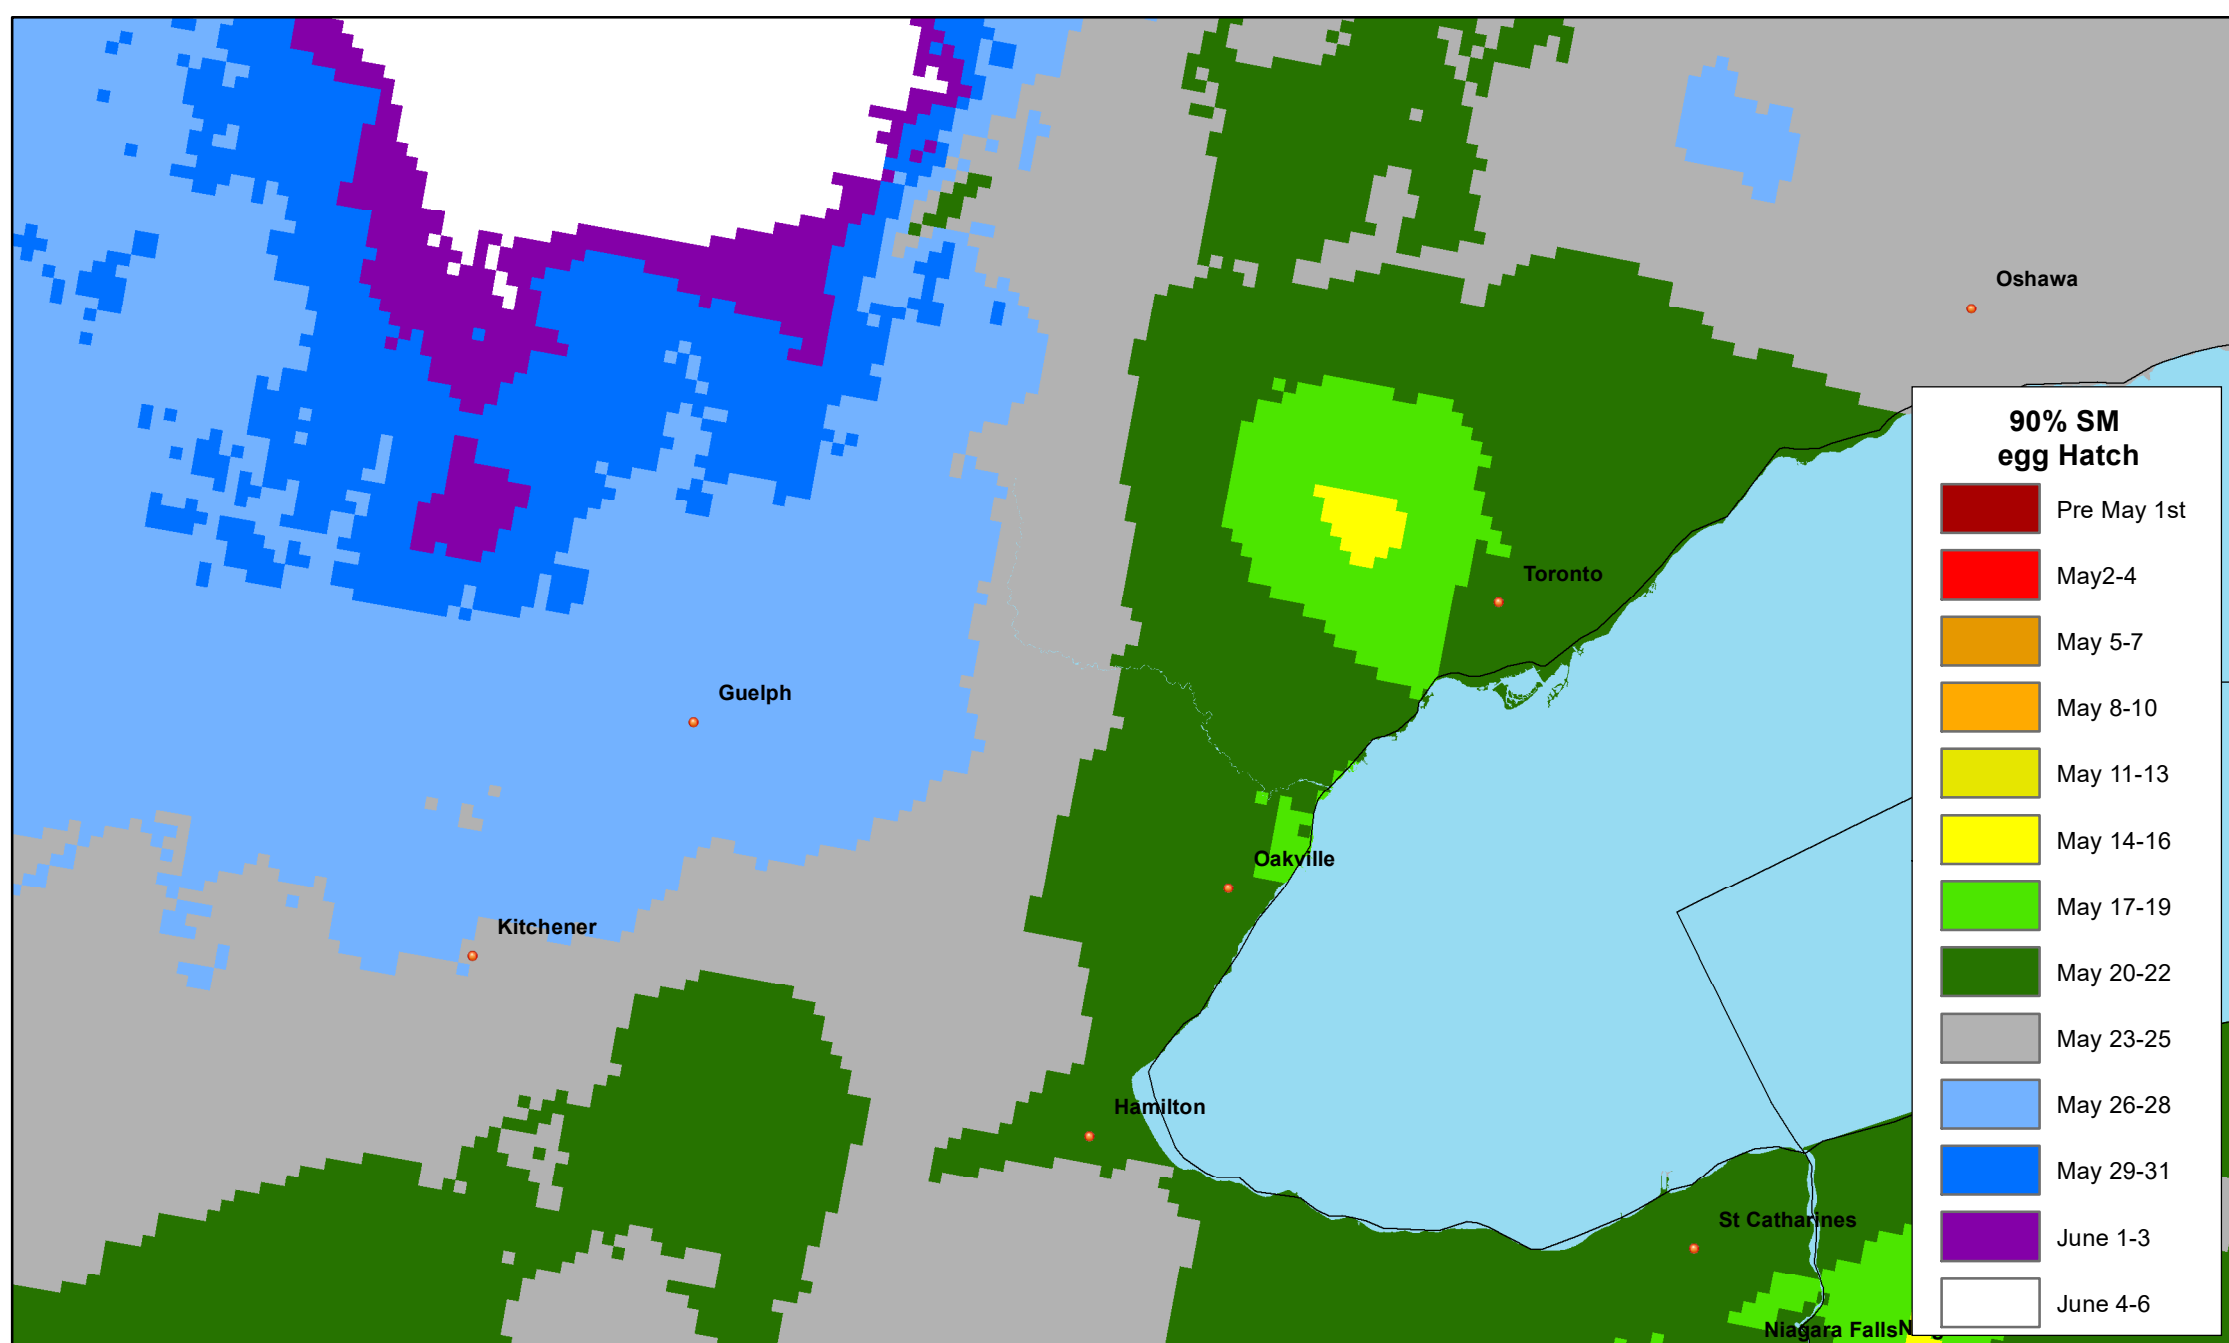 Oshawa
90% SM
egg Hatch
Pre May 1st
May2-4
May 5-7
May 8-10
May 11-13
May 14-16
May 17-19
May 20-22
May 23-25
May 26-28
May 29-31
June 1-3
June 4-6
Toronto
Guelph
Oakville
Kitchener
Hamilton
St Catharines
Niagara Falls